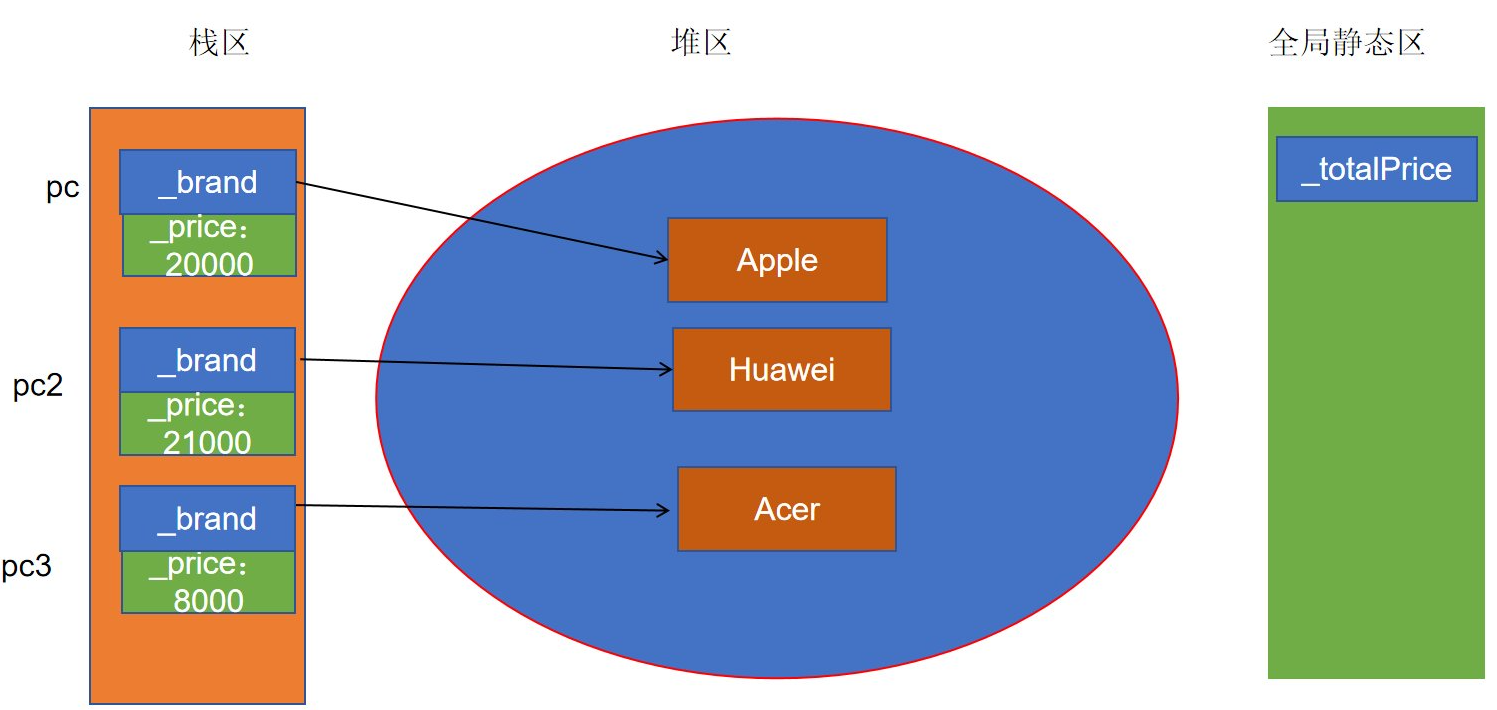 栈区
堆区
全局静态区
pc
_brand
_price：
20000
Apple
_totalPrice
pc2
_brand
_price：
21000
Huawei
pc3
_brand
_price：
8000
Acer